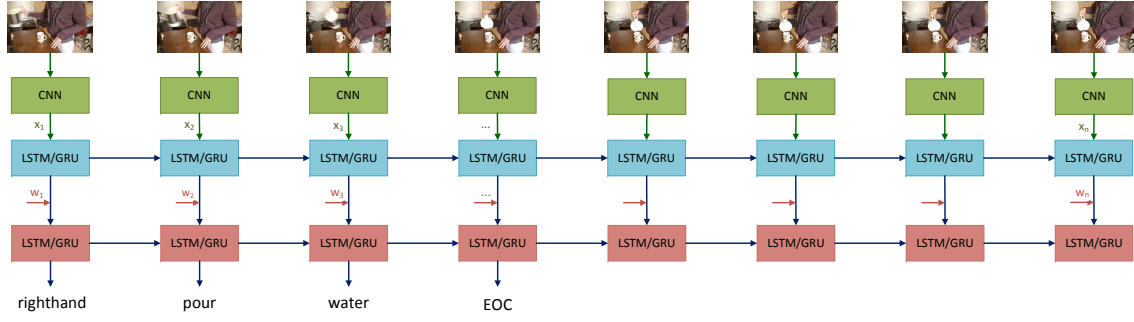 CNN CNN CNN CNN CNN CNN CNN CNN
x₁ x₂ x₃ ... xₙ
LSTM/GRU LSTM/GRU LSTM/GRU LSTM/GRU LSTM/GRU LSTM/GRU LSTM/GRU LSTM/GRU
w₁ w₂ w₃ ... wₙ
LSTM/GRU LSTM/GRU LSTM/GRU LSTM/GRU LSTM/GRU LSTM/GRU LSTM/GRU LSTM/GRU
righthand pour water EOC